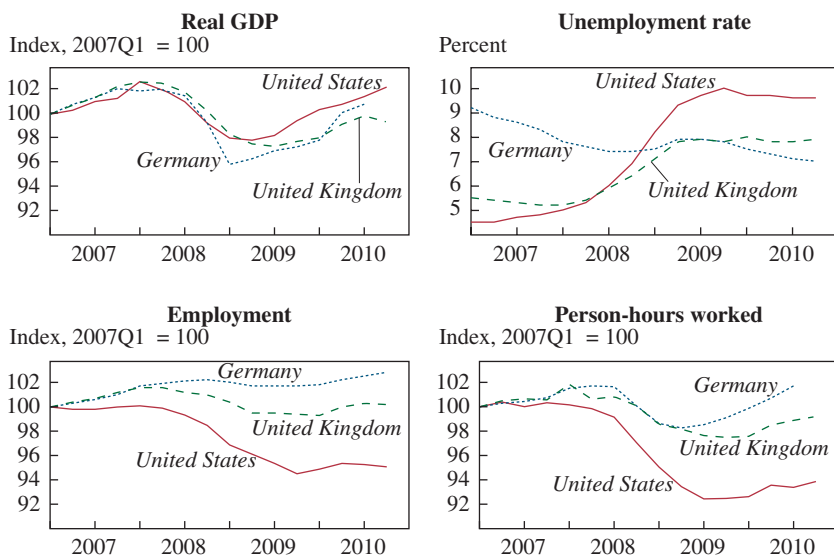 Real GDP
Index, 2007Q1 = 100
102
100
98
96
94
92
United States
Germany
United Kingdom
2007 2008 2009 2010
Unemployment rate
Percent
10
9
8
7
6
5
United States
Germany
United Kingdom
2007 2008 2009 2010
Employment
Index, 2007Q1 = 100
102
100
98
96
94
92
Germany
United Kingdom
United States
2007 2008 2009 2010
Person-hours worked
Index, 2007Q1 = 100
102
100
98
96
94
92
Germany
United Kingdom
United States
2007 2008 2009 2010